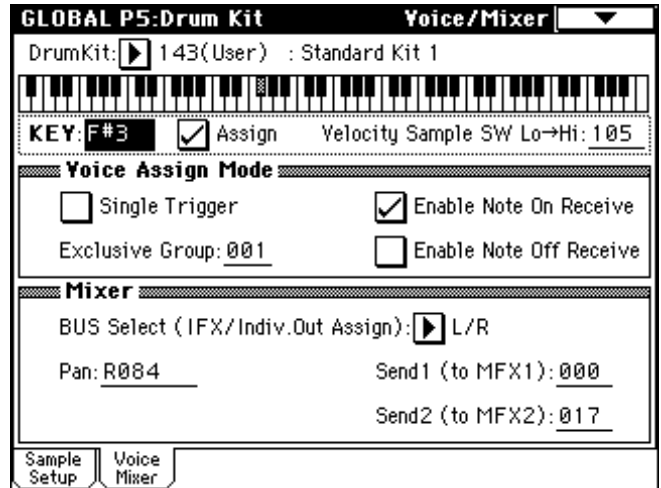 GLOBAL P5:Drum Kit Voice/Mixer
DrumKit: 143(User) : Standard Kit 1
KEY:F#3 Assign Velocity Sample SW Lo→Hi:105
Voice Assign Mode
Single Trigger Enable Note On Receive
Exclusive Group:001 Enable Note Off Receive
Mixer
BUS Select (IFX/Indiv.Out Assign): L/R
Pan:R084 Send1 (to MFX1):000
Send2 (to MFX2):017
Sample Setup Voice Mixer